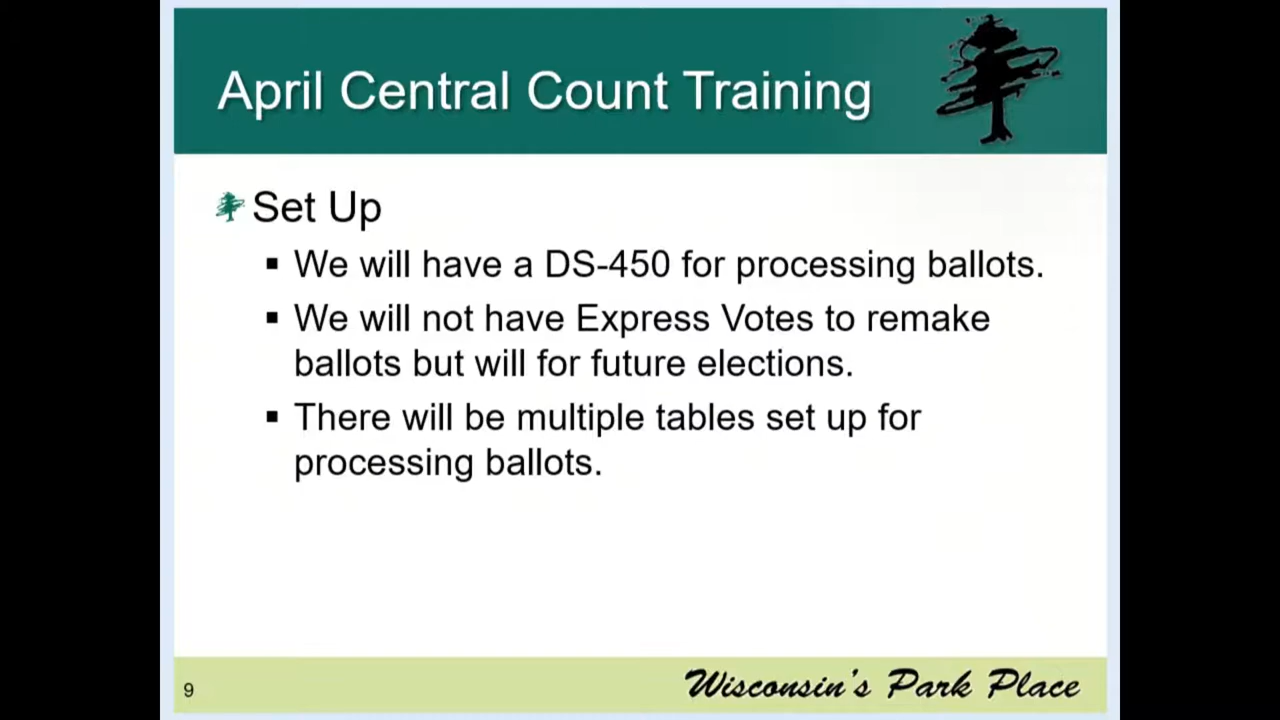 April Central Count Training
Set Up
▪ We will have a DS-450 for processing ballots.
▪ We will not have Express Votes to remake
ballots but will for future elections.
▪ There will be multiple tables set up for
processing ballots.
9
Wisconsin's Park Place